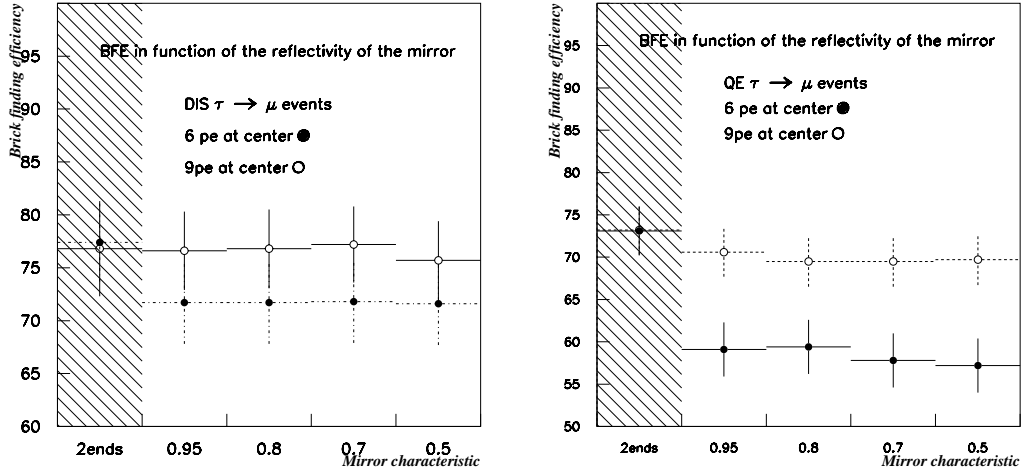 Brick finding efficiency
BFE in function of the reflectivity of the mirror
DIS τ → μ events
6 pe at center
9pe at center
95
90
85
80
75
70
65
60
2ends 0.95 0.8 0.7 0.5
Mirror characteristic
Brick finding efficiency
BFE in function of the reflectivity of the mirror
QE τ → μ events
6 pe at center
9pe at center
95
90
85
80
75
70
65
60
55
50
2ends 0.95 0.8 0.7 0.5
Mirror characteristic